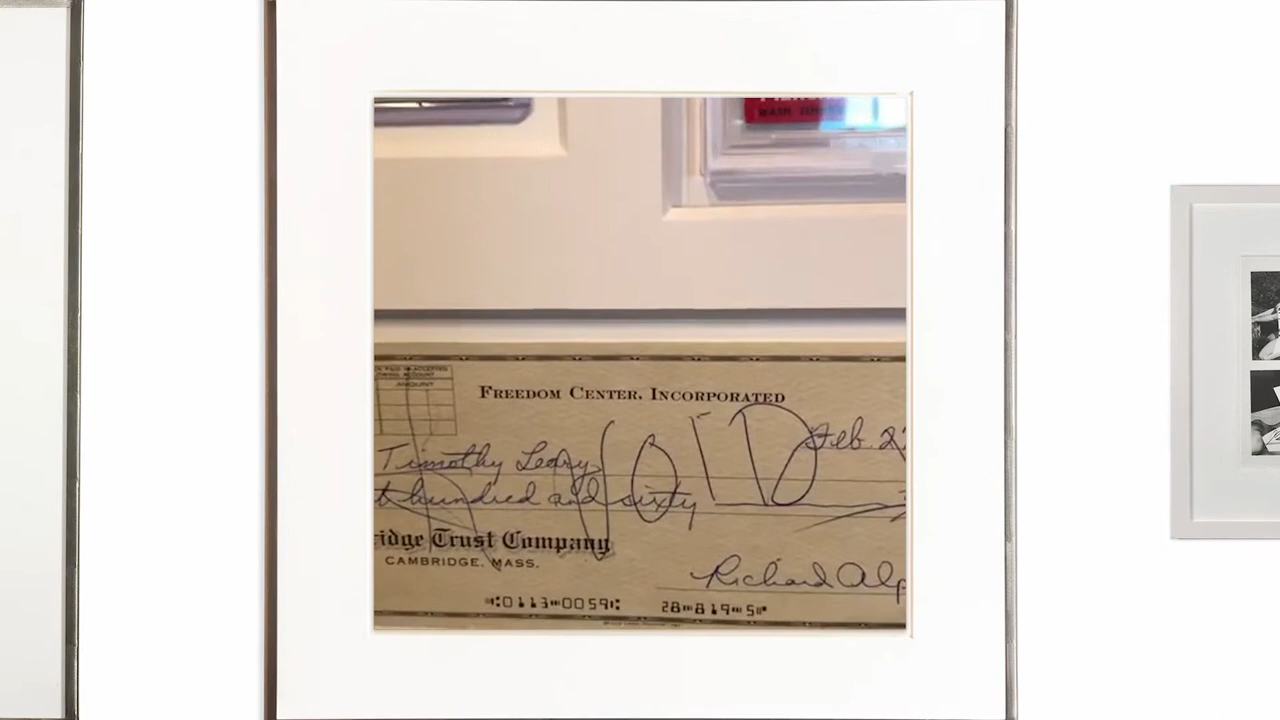 WASH
AMOUNT
FREEDOM CENTER, INCORPORATED
Feb. 2
Timothy Leary
hundred and sixty
VOID
idge Trust Company
CAMBRIDGE, MASS.
Richard Alp
⑆0113⑉0059⑆ 28⑉819⑉5⑈